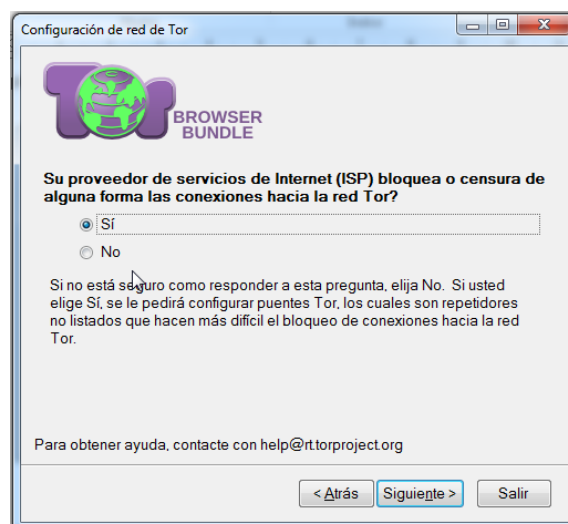 Configuración de red de Tor
Tor
BROWSER
BUNDLE
Su proveedor de servicios de Internet (ISP) bloquea o censura de
alguna forma las conexiones hacia la red Tor?
Sí
No
Si no está seguro como responder a esta pregunta, elija No. Si usted
elige Sí, se le pedirá configurar puentes Tor, los cuales son repetidores
no listados que hacen más difícil el bloqueo de conexiones hacia la red
Tor.
Para obtener ayuda, contacte con help@rt.torproject.org
< Atrás Siguiente > Salir